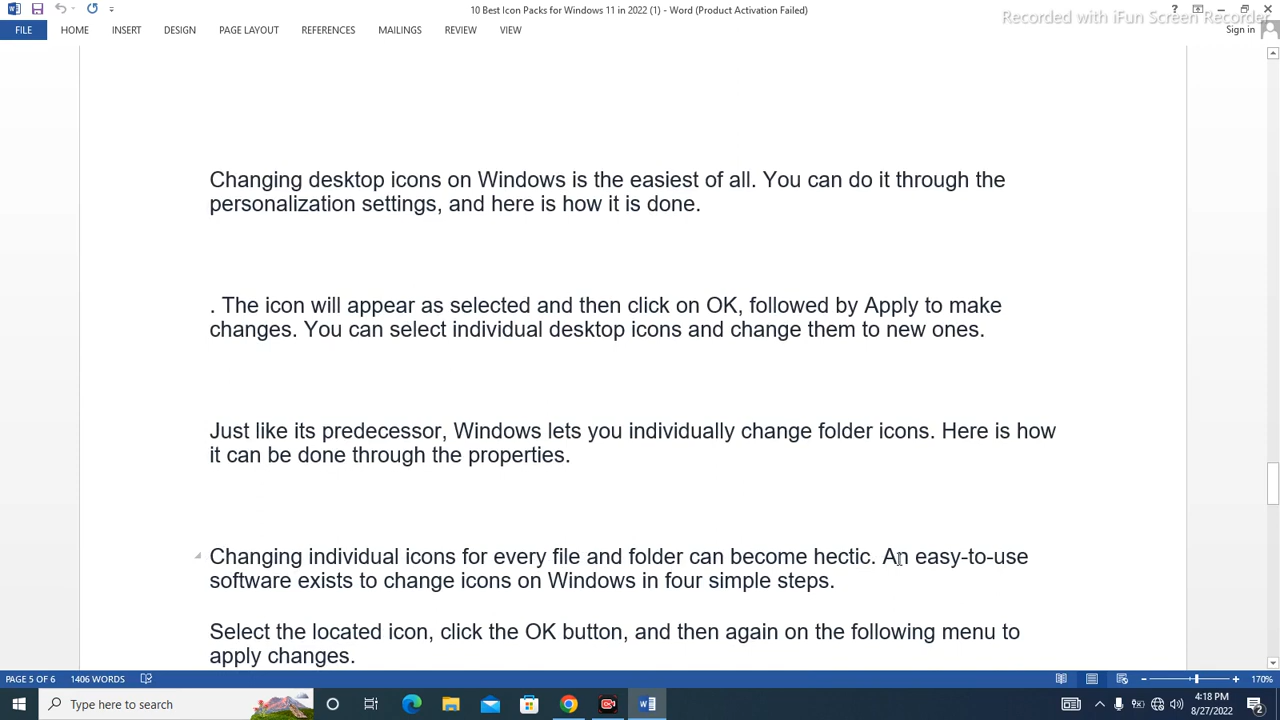 10 Best Icon Packs for Windows 11 in 2022 (1) - Word (Product Activation Failed)
Recorded with iFun Screen Recorder
FILE HOME INSERT DESIGN PAGE LAYOUT REFERENCES MAILINGS REVIEW VIEW Sign in
Changing desktop icons on Windows is the easiest of all. You can do it through the
personalization settings, and here is how it is done.
. The icon will appear as selected and then click on OK, followed by Apply to make
changes. You can select individual desktop icons and change them to new ones.
Just like its predecessor, Windows lets you individually change folder icons. Here is how
it can be done through the properties.
Changing individual icons for every file and folder can become hectic. An easy-to-use
software exists to change icons on Windows in four simple steps.
Select the located icon, click the OK button, and then again on the following menu to
apply changes.
PAGE 5 OF 6 1406 WORDS 170%
Type here to search
4:18 PM
8/27/2022
2